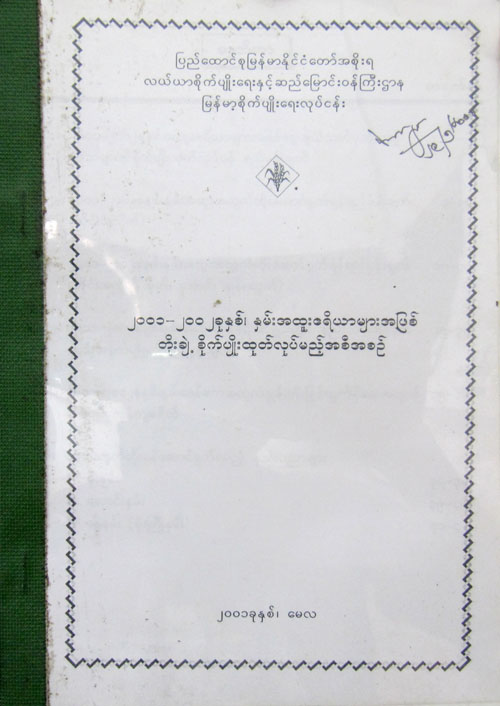 ပြည်ထောင်စုမြန်မာနိုင်ငံတော်အစိုးရ
လယ်ယာစိုက်ပျိုးရေးနှင့်ဆည်မြောင်းဝန်ကြီးဌာန
မြန်မာ့စိုက်ပျိုးရေးလုပ်ငန်း
၂၀၀၁–၂၀၀၂ခုနှစ်၊ နှမ်းအထူးဧရိယာများအဖြစ်
တိုးချဲ့ စိုက်ပျိုးထုတ်လုပ်မည့်အစီအစဉ်
၂၀၀၁ခုနှစ်၊ မေလ